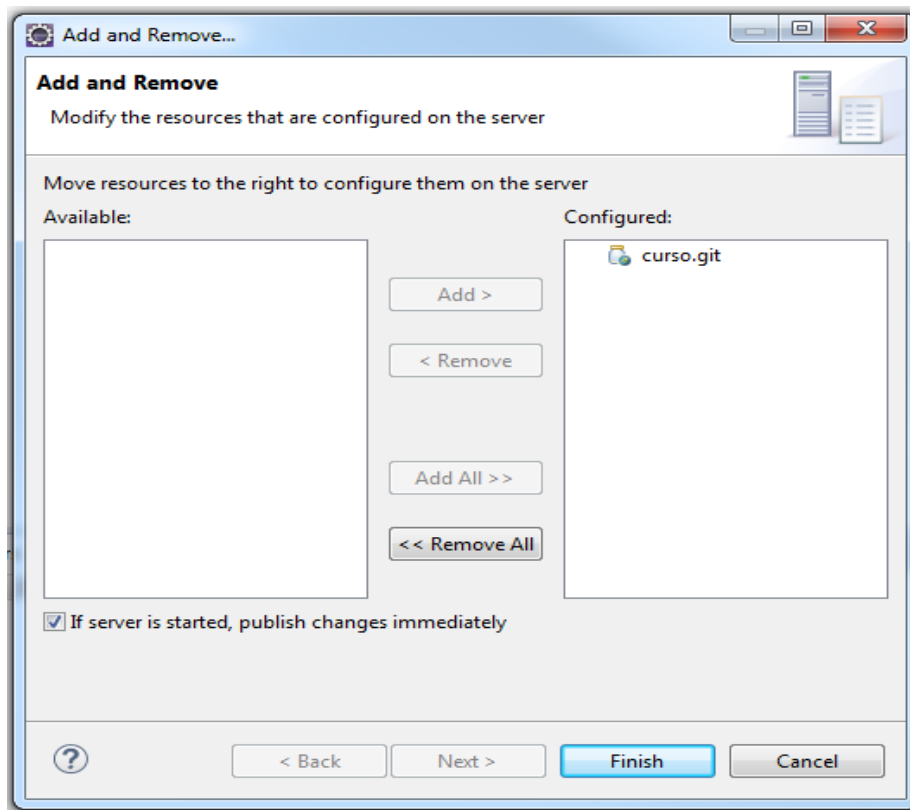 Add and Remove...
Add and Remove
Modify the resources that are configured on the server
Move resources to the right to configure them on the server
Available:
Configured:
curso.git
Add >
< Remove
Add All >>
<< Remove All
If server is started, publish changes immediately
?
< Back
Next >
Finish
Cancel